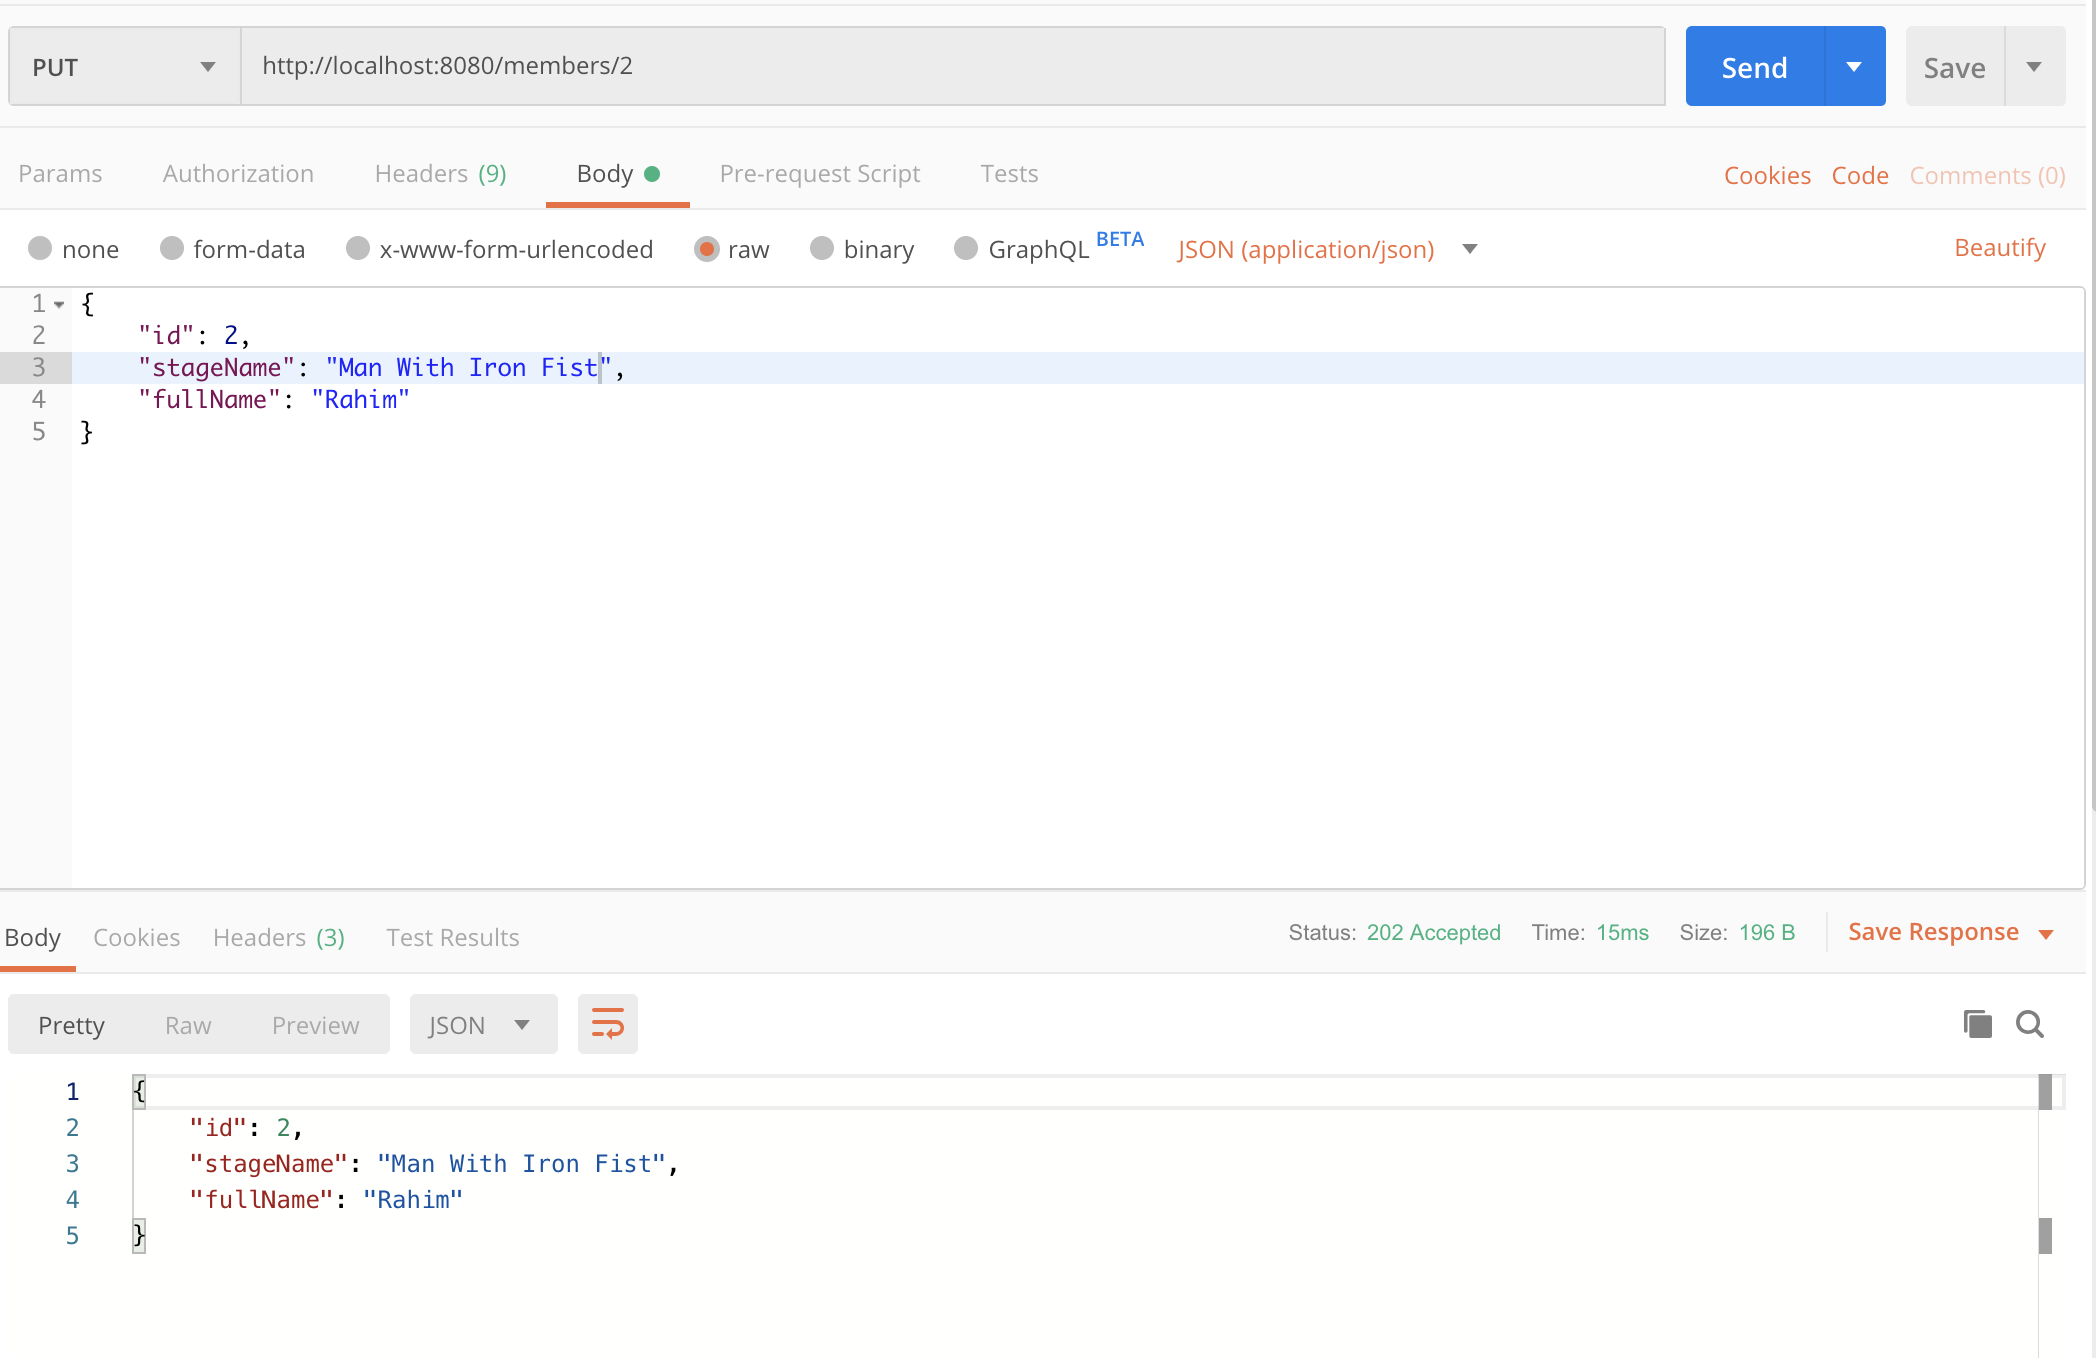 PUT http://localhost:8080/members/2 Send Save
Params Authorization Headers (9) Body Pre-request Script Tests Cookies Code Comments (0)
none form-data x-www-form-urlencoded raw binary GraphQL BETA JSON (application/json) Beautify
1 {
2 "id": 2,
3 "stageName": "Man With Iron Fist",
4 "fullName": "Rahim"
5 }
Body Cookies Headers (3) Test Results Status: 202 Accepted Time: 15ms Size: 196 B Save Response
Pretty Raw Preview JSON
1 {
2 "id": 2,
3 "stageName": "Man With Iron Fist",
4 "fullName": "Rahim"
5 }